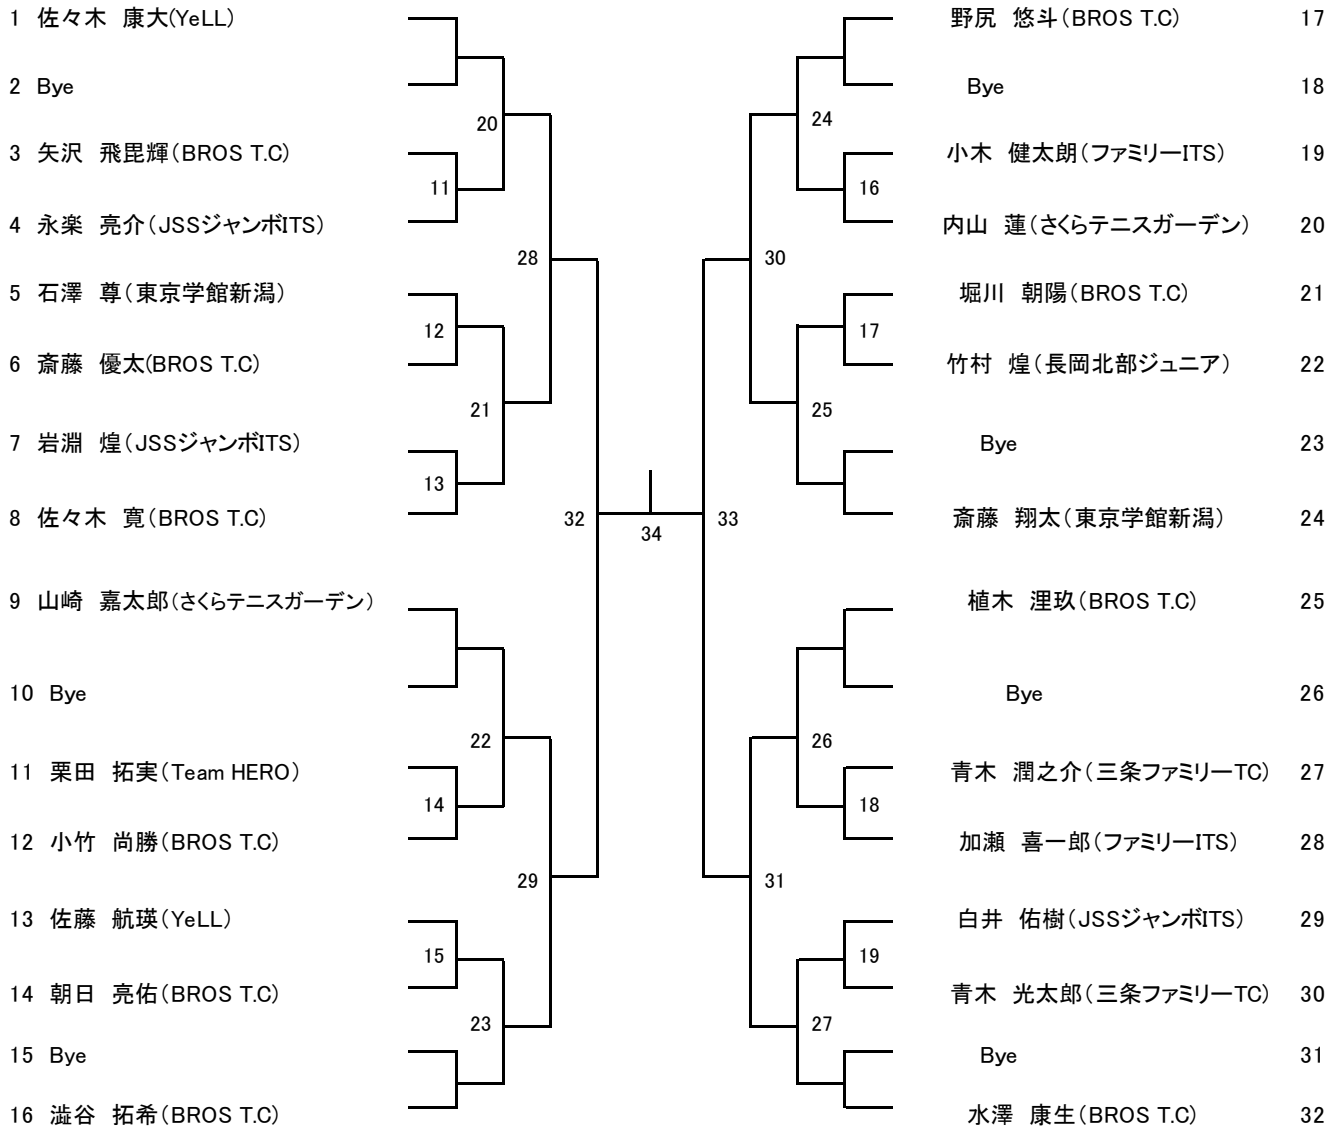 1 佐々木 康大(YeLL)
2 Bye
3 矢沢 飛毘輝(BROS T.C)
4 永楽 亮介(JSSジャンボITS)
5 石澤 尊(東京学館新潟)
6 斎藤 優太(BROS T.C)
7 岩淵 煌(JSSジャンボITS)
8 佐々木 寛(BROS T.C)
9 山崎 嘉太郎(さくらテニスガーデン)
10 Bye
11 栗田 拓実(Team HERO)
12 小竹 尚勝(BROS T.C)
13 佐藤 航瑛(YeLL)
14 朝日 亮佑(BROS T.C)
15 Bye
16 澁谷 拓希(BROS T.C)
11
12
13
14
15
20
21
22
23
28
29
32
34
33
30
31
24
25
26
27
16
17
18
19
野尻 悠斗(BROS T.C) 17
Bye 18
小木 健太朗(ファミリーITS) 19
内山 蓮(さくらテニスガーデン) 20
堀川 朝陽(BROS T.C) 21
竹村 煌(長岡北部ジュニア) 22
Bye 23
斎藤 翔太(東京学館新潟) 24
植木 浬玖(BROS T.C) 25
Bye 26
青木 潤之介(三条ファミリーTC) 27
加瀬 喜一郎(ファミリーITS) 28
白井 佑樹(JSSジャンボITS) 29
青木 光太郎(三条ファミリーTC) 30
Bye 31
水澤 康生(BROS T.C) 32